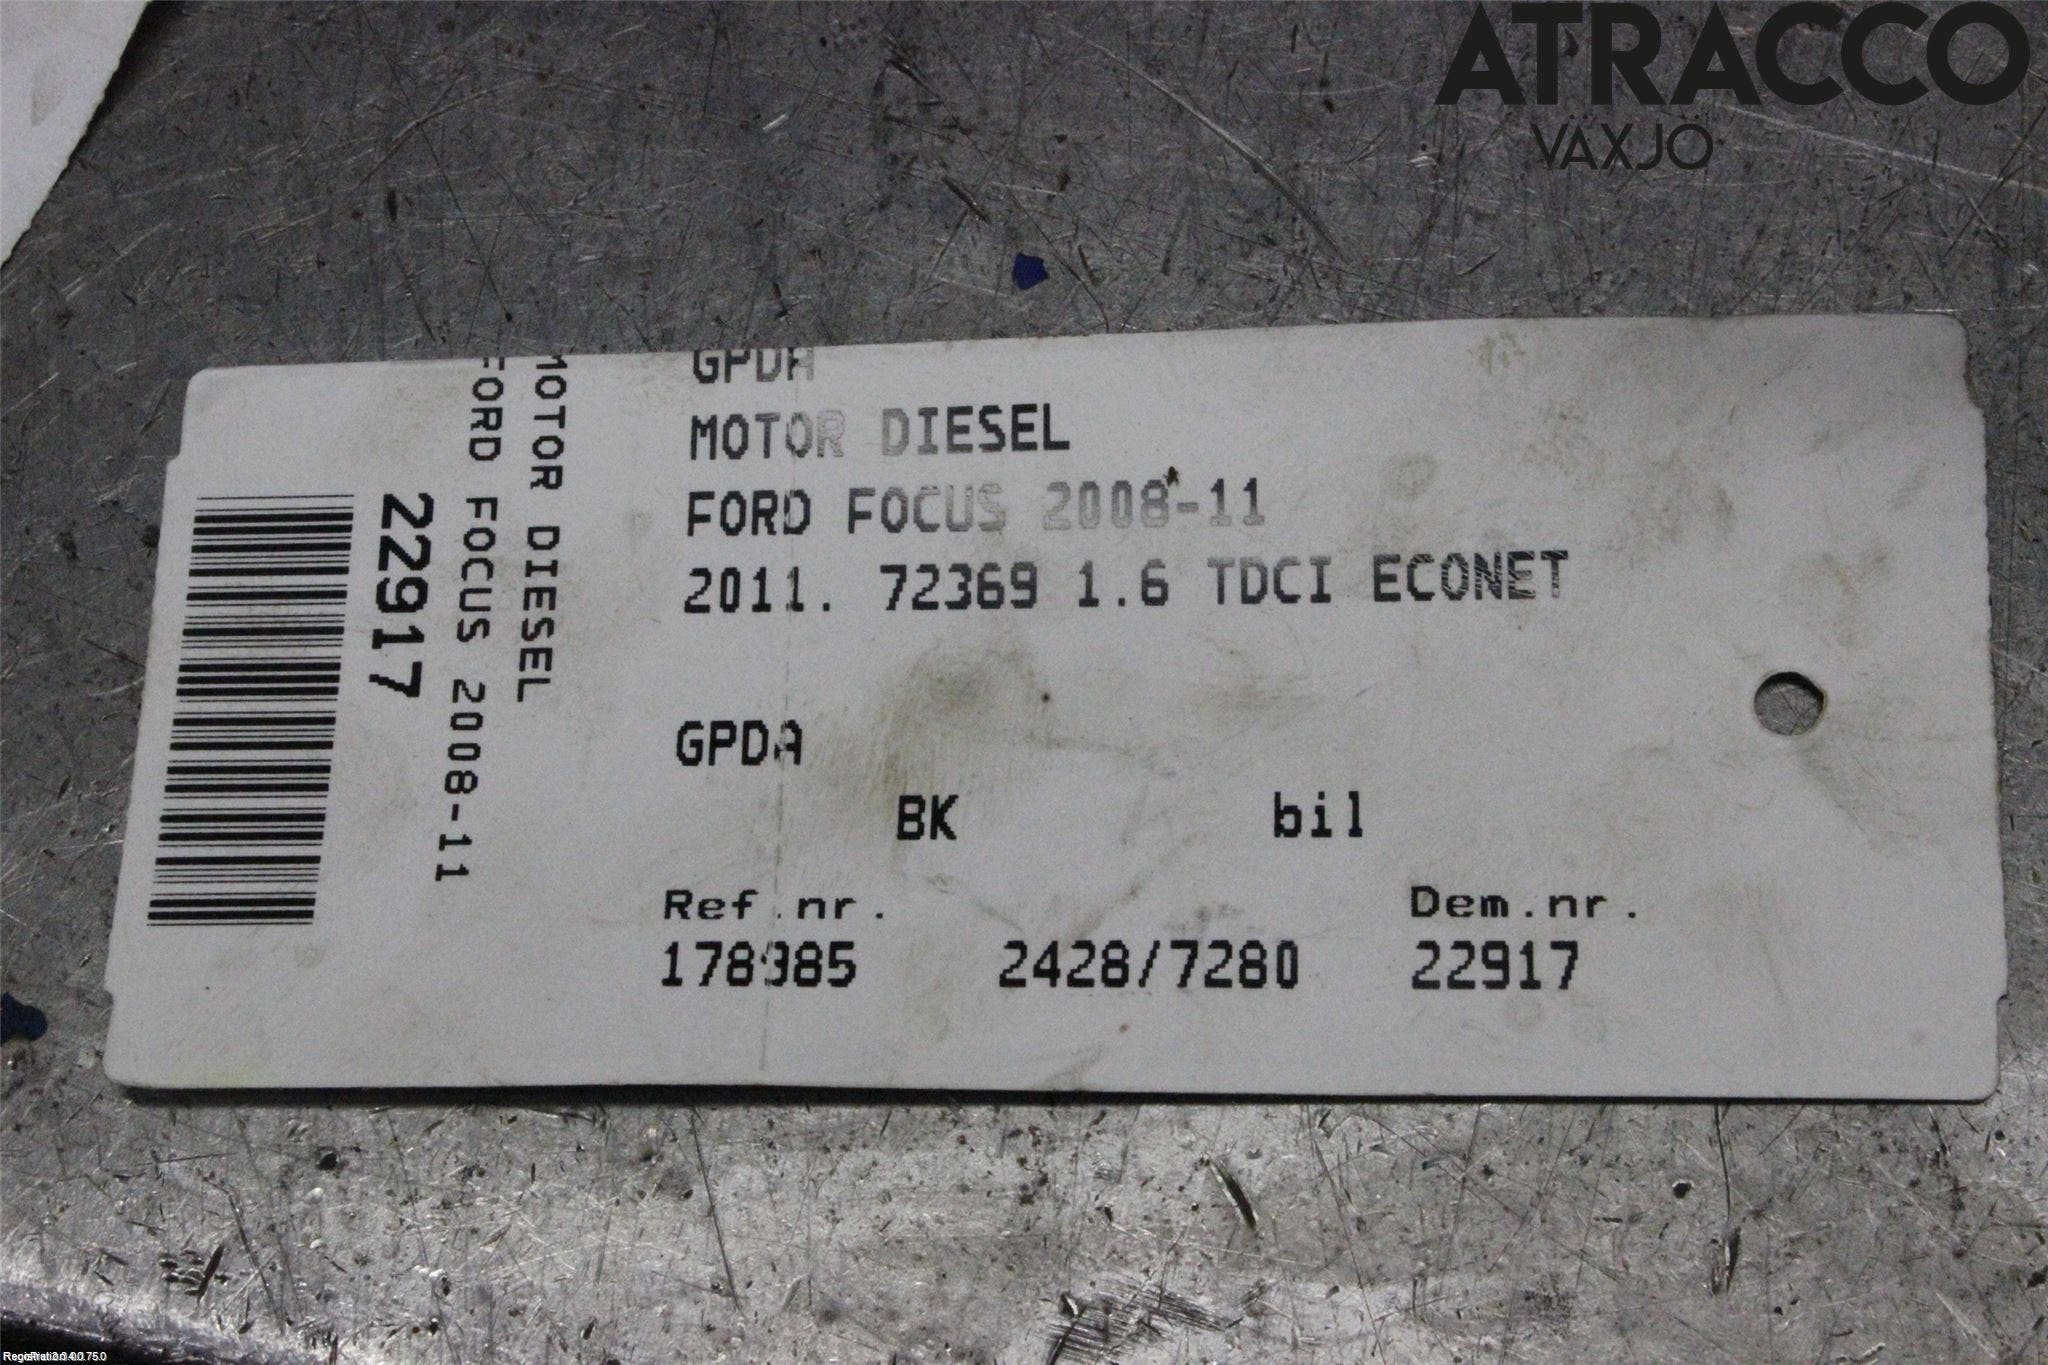 ATRACCO
VÄXJÖ
GPDA
MOTOR DIESEL
FORD FOCUS 2008-11
2011. 72369 1.6 TDCI ECONET
GPDA
BK bil
Ref.nr. Dem.nr.
2428/7280 22917
MOTOR DIESEL
FORD FOCUS 2008-11
22917